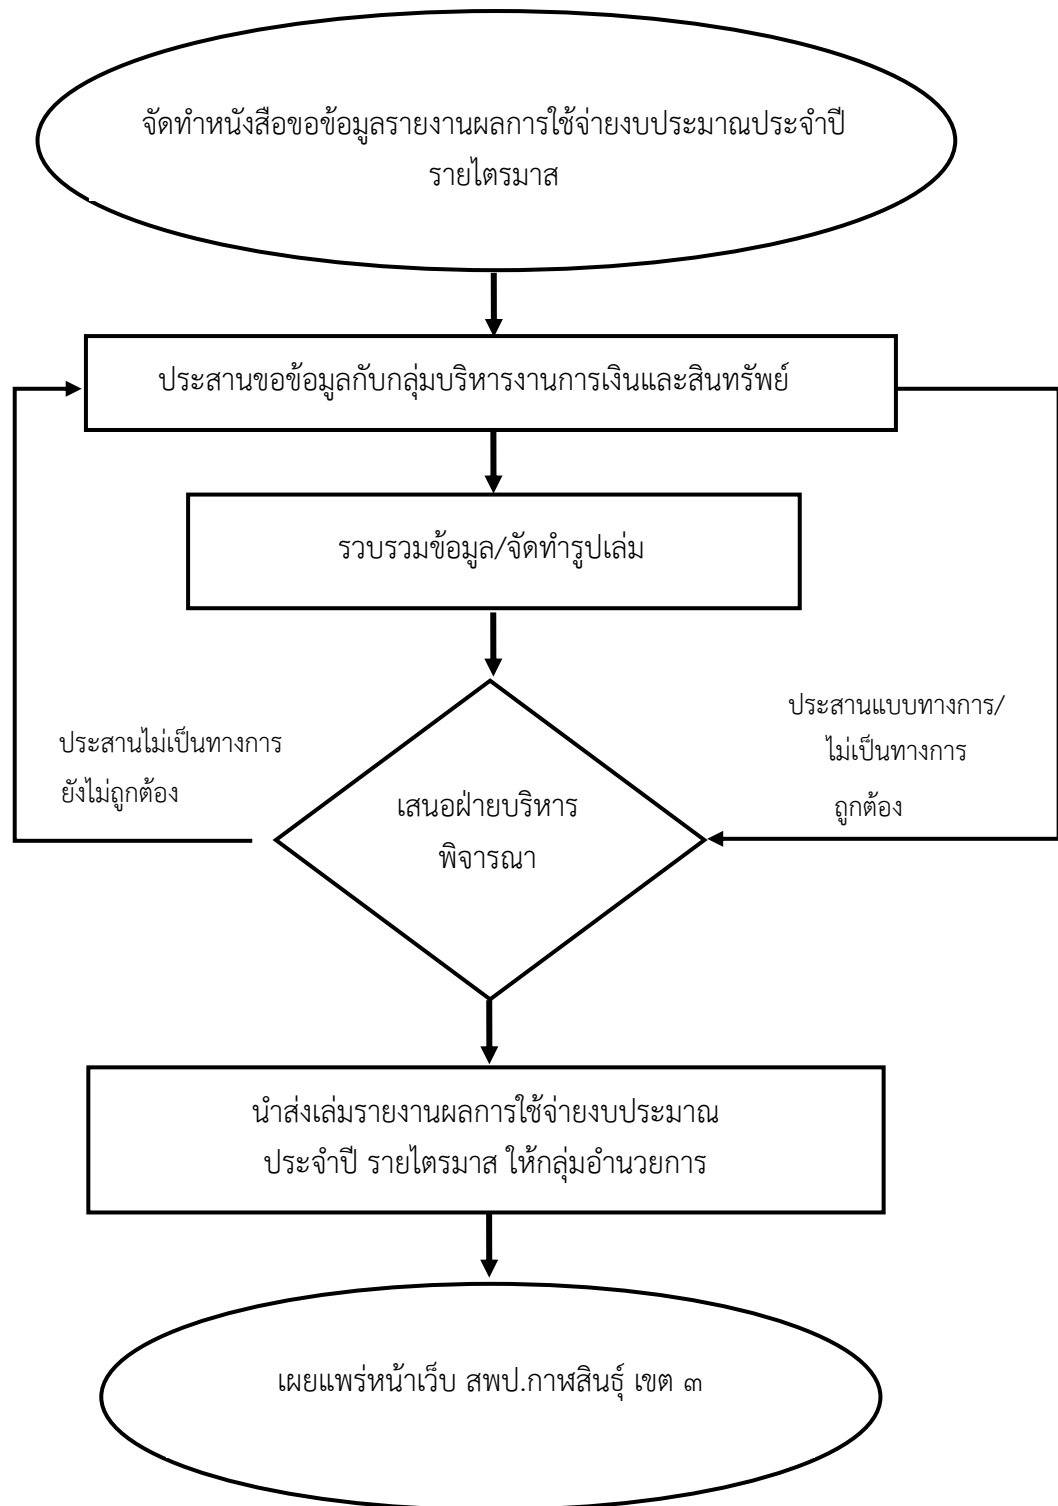 จัดทำหนังสือขอข้อมูลรายงานผลการใช้จ่ายงบประมาณประจำปี
รายไตรมาส
ประสานขอข้อมูลกับกลุ่มบริหารงานการเงินและสินทรัพย์
รวบรวมข้อมูล/จัดทำรูปเล่ม
ประสานแบบทางการ/
ไม่เป็นทางการ
ถูกต้อง
ประสานไม่เป็นทางการ
ยังไม่ถูกต้อง
เสนอฝ่ายบริหาร
พิจารณา
นำส่งเล่มรายงานผลการใช้จ่ายงบประมาณ
ประจำปี รายไตรมาส ให้กลุ่มอำนวยการ
เผยแพร่หน้าเว็บ สพป.กาฬสินธุ์ เขต ๓